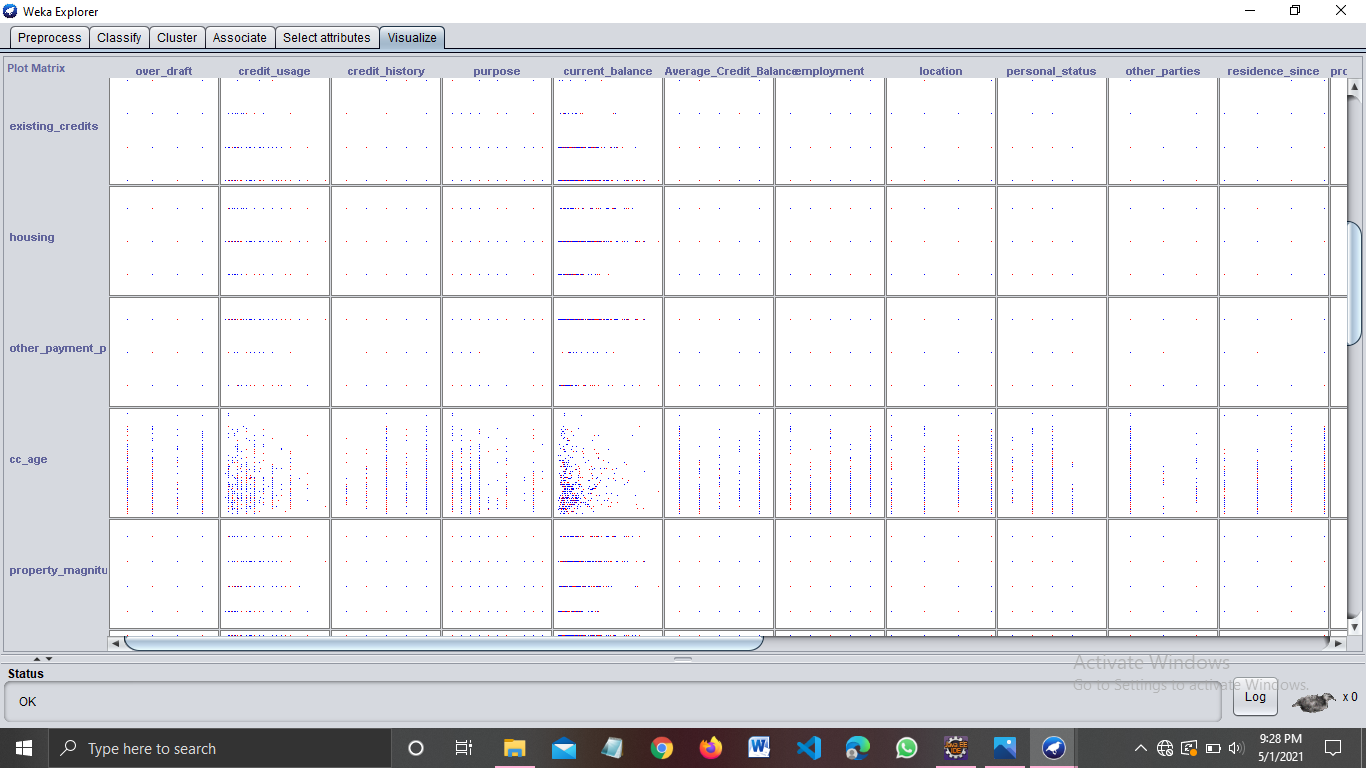 Weka Explorer
Preprocess Classify Cluster Associate Select attributes Visualize
Plot Matrix
over_draft credit_usage credit_history purpose current_balance Average_Credit_Balance employment location personal_status other_parties residence_since
existing_credits
housing
other_payment_p
cc_age
property_magnitu
Activate Windows
Go to Settings to activate Windows.
Status
OK
Log
x 0
Type here to search
9:28 PM
5/1/2021